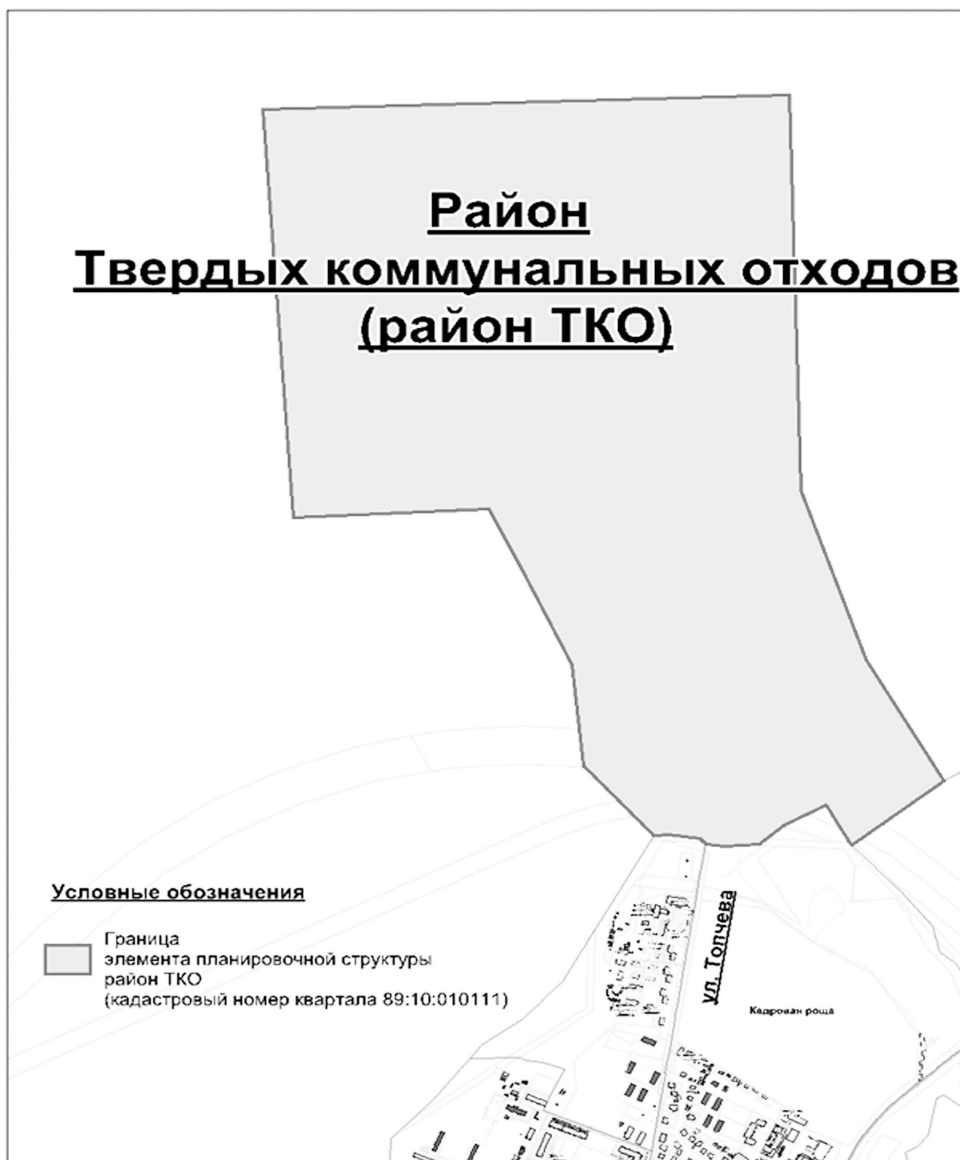 Район
Твердых коммунальных отходов
(район ТКО)
Условные обозначения
Граница
элемента планировочной структуры
район ТКО
(кадастровый номер квартала 89:10:010111)
ул. Топчева
Кедровая роща